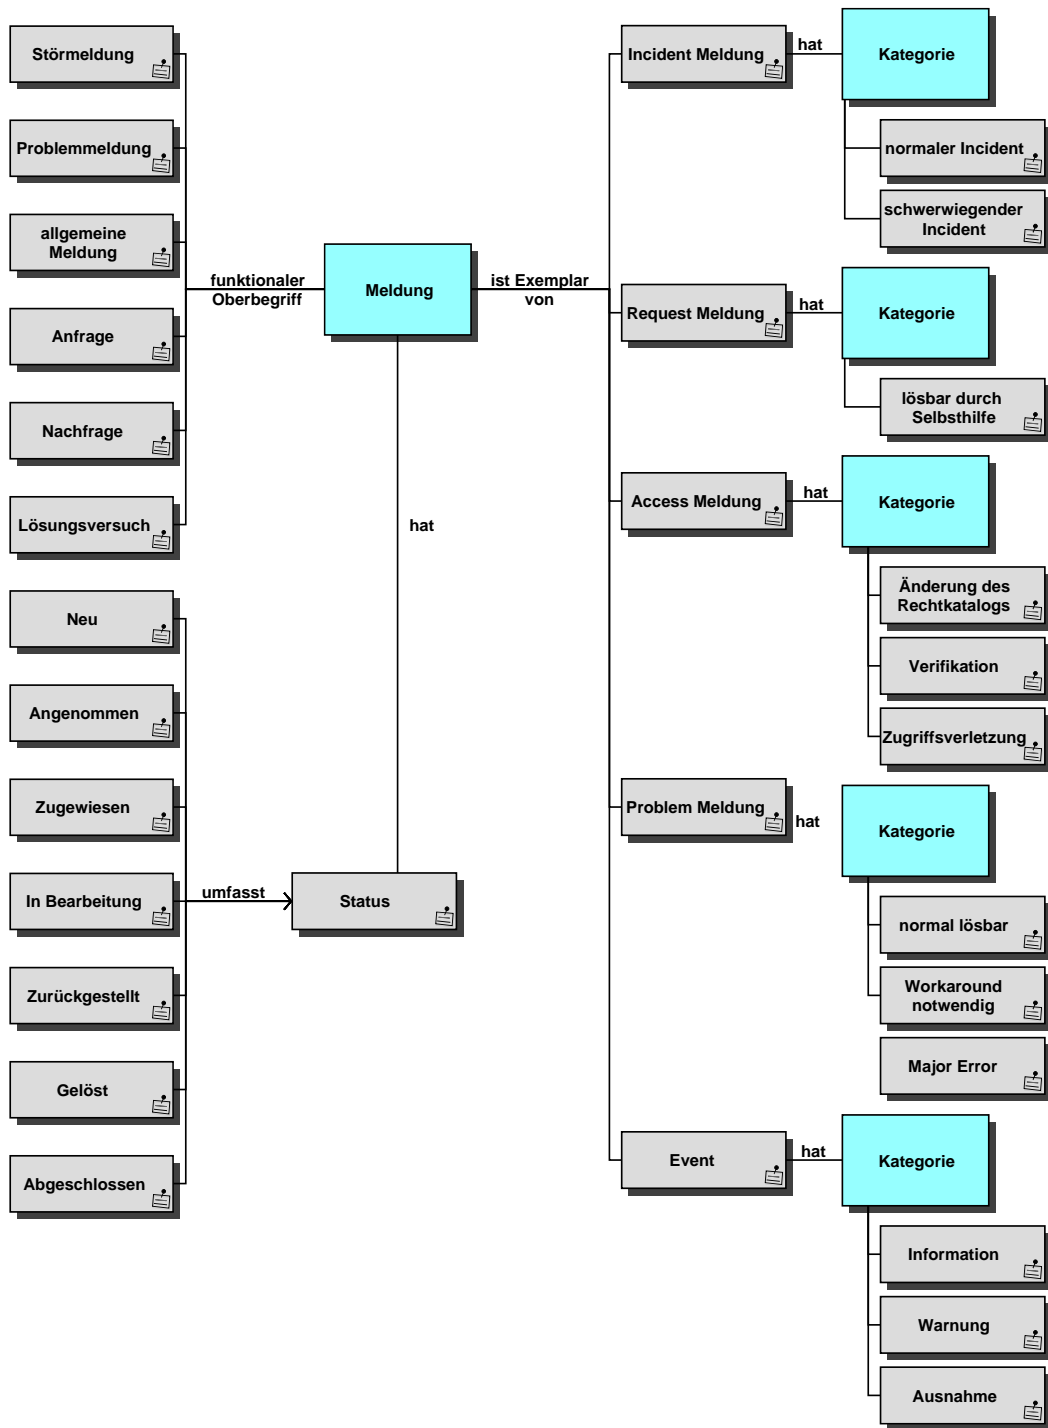 Störmeldung
Problemmeldung
allgemeine
Meldung
Anfrage
Nachfrage
Lösungsversuch
Neu
Angenommen
Zugewiesen
In Bearbeitung
Zurückgestellt
Gelöst
Abgeschlossen
funktionaler
Oberbegriff
Meldung
ist Exemplar
von
hat
umfasst
Status
Incident Meldung
hat
Kategorie
normaler Incident
schwerwiegender
Incident
Request Meldung
hat
Kategorie
lösbar durch
Selbsthilfe
Access Meldung
hat
Kategorie
Änderung des
Rechtkatalogs
Verifikation
Zugriffsverletzung
Problem Meldung
hat
Kategorie
normal lösbar
Workaround
notwendig
Major Error
Event
hat
Kategorie
Information
Warnung
Ausnahme